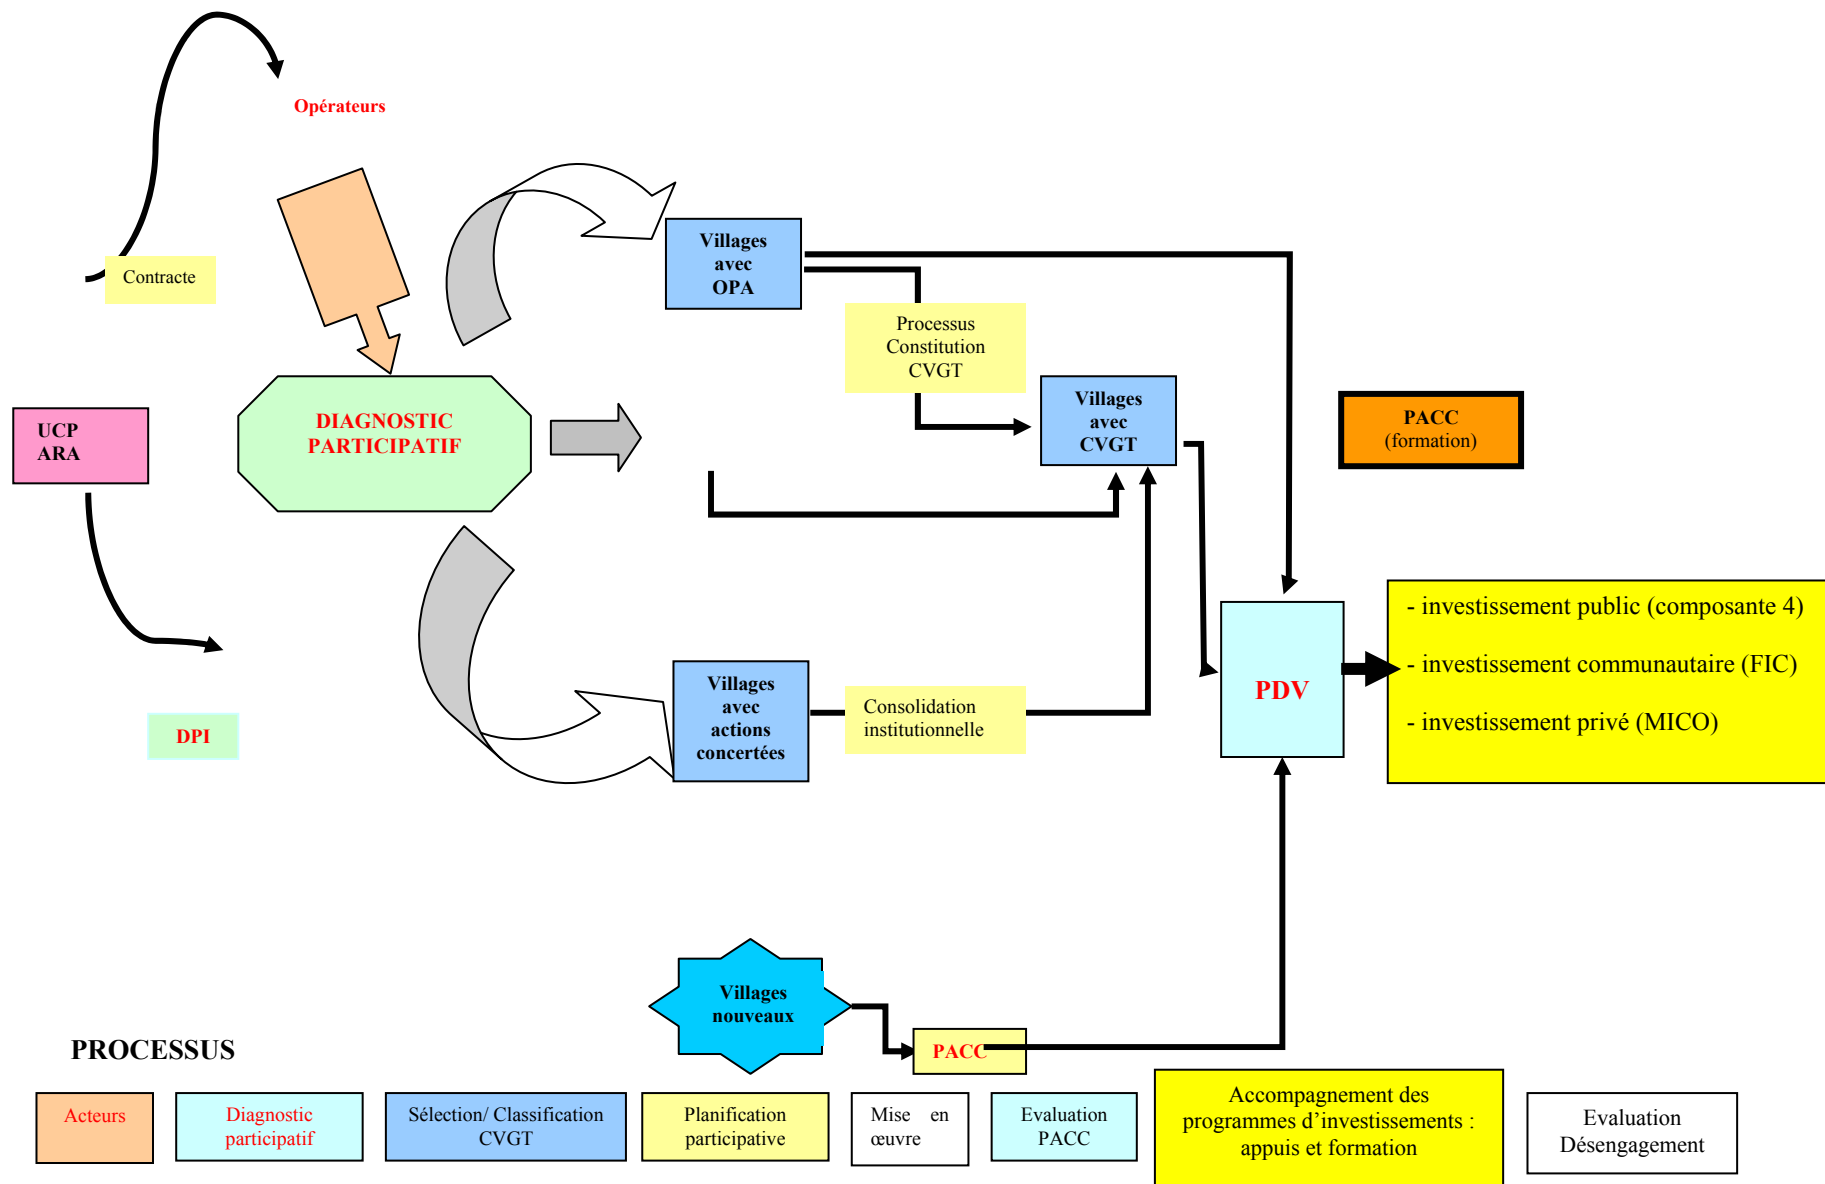 Opérateurs
Contracte
Villages
avec
OPA
Processus
Constitution
CVGT
UCP
ARA
DIAGNOSTIC
PARTICIPATIF
Villages
avec
CVGT
PACC
(formation)
DPI
Villages
avec
actions
concertées
Consolidation
institutionnelle
PDV
- investissement public (composante 4)
- investissement communautaire (FIC)
- investissement privé (MICO)
Villages
nouveaux
PACC
PROCESSUS
Acteurs
Diagnostic
participatif
Sélection/ Classification
CVGT
Planification
participative
Mise en
œuvre
Evaluation
PACC
Accompagnement des
programmes d’investissements :
appuis et formation
Evaluation
Désengagement